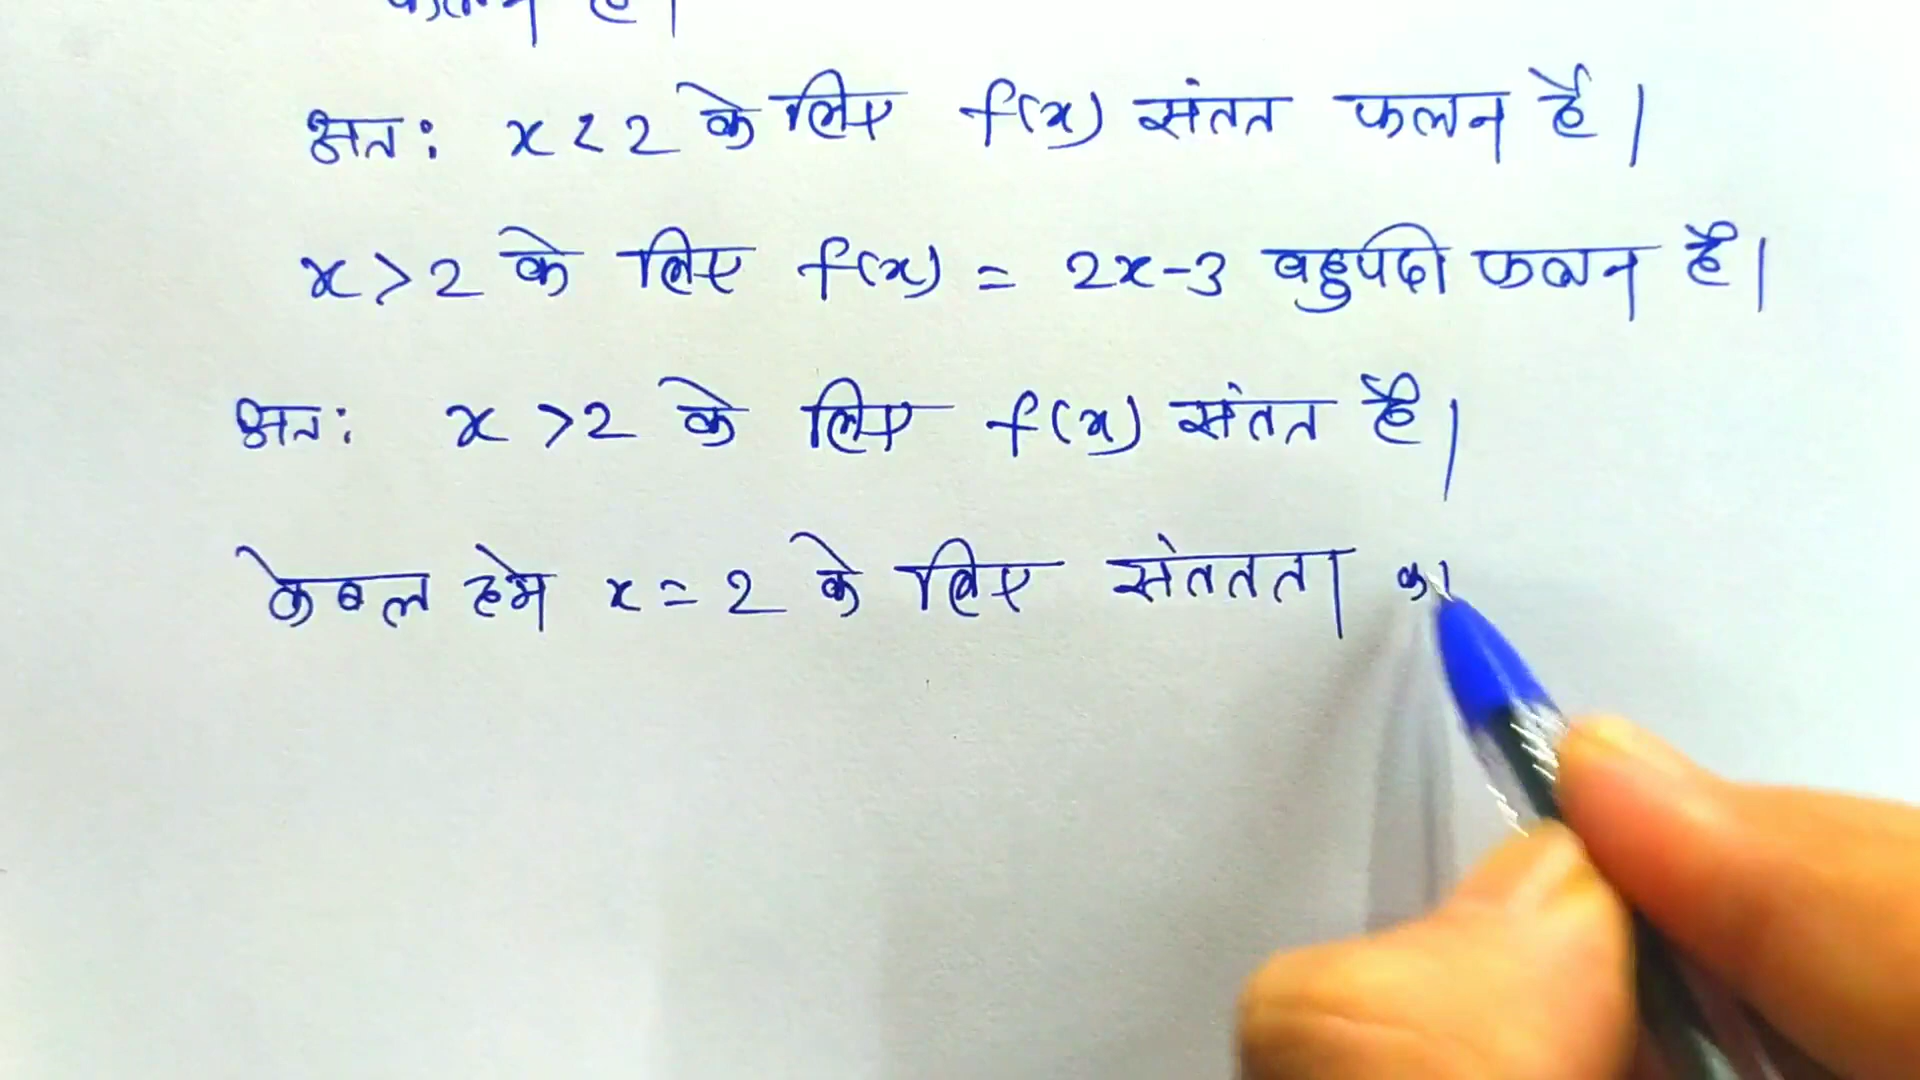 है।
अत: x < 2 के लिए f(x) संतत फलन है।
x > 2 के लिए f(x) = 2x-3 बहुपदी फलन है।
अत: x > 2 के लिए f(x) संतत है।
केवल हम x = 2 के लिए संततता का